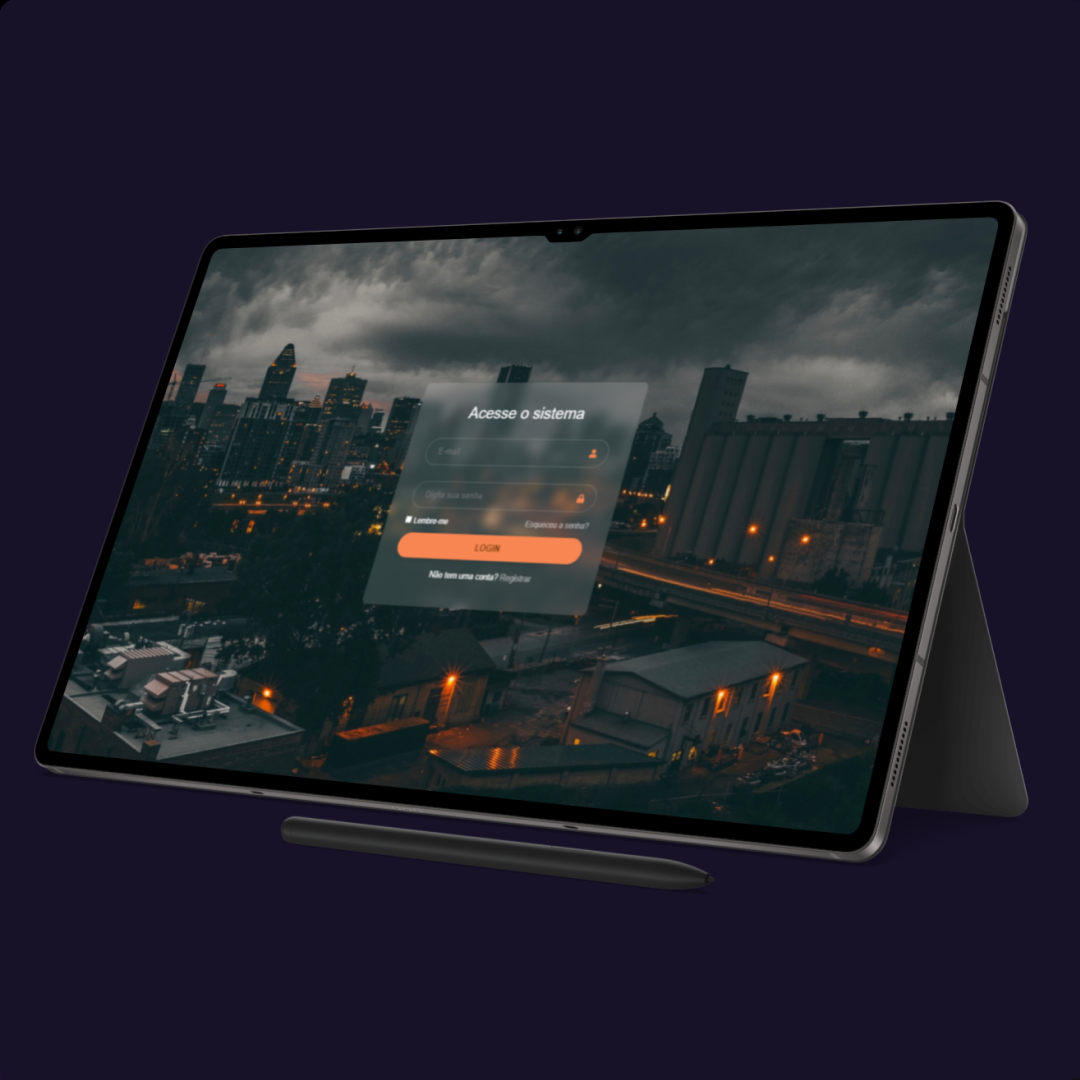 Acesse o sistema
E-mail
Digite sua senha
Lembre-me
Esqueceu a senha?
LOGIN
Não tem uma conta? Registrar